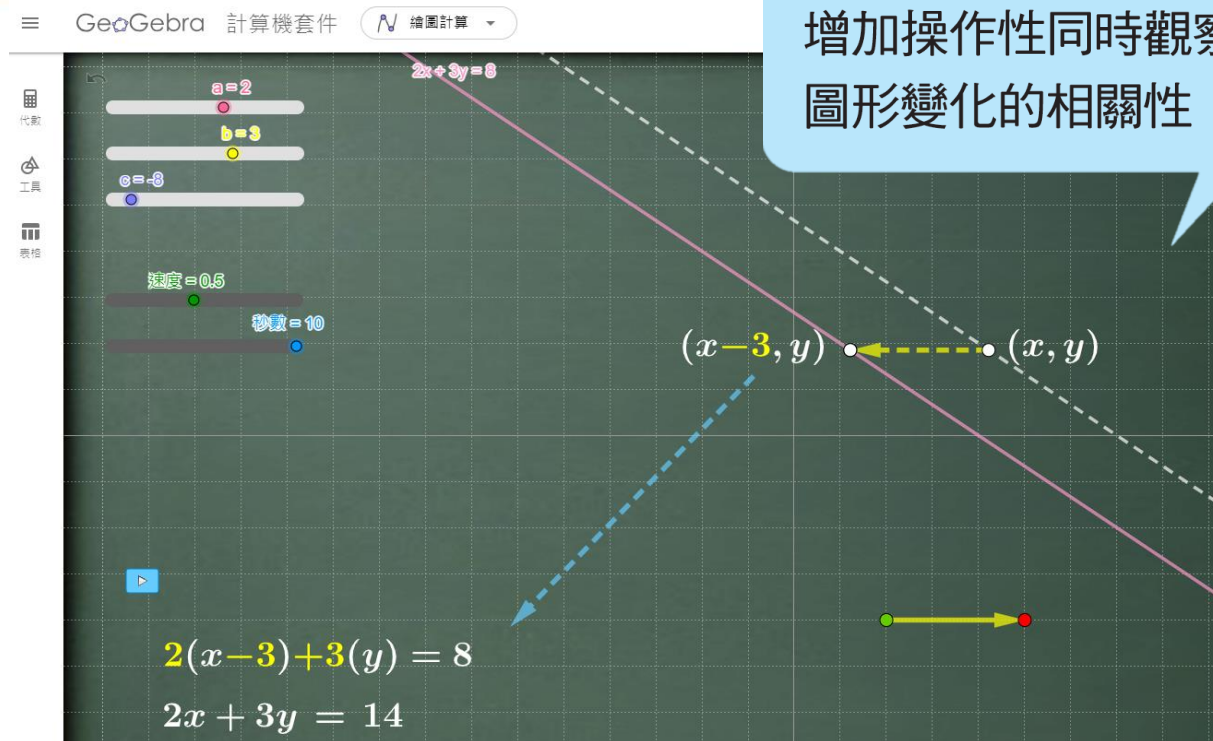 GeoGebra 計算機套件 繪圖計算
增加操作性同時觀察
圖形變化的相關性
代數
工具
表格
2x + 3y = 8
a = 2
b = 3
c = -8
速度 = 0.5
秒數 = 10
(x−3, y) (x, y)
2(x−3)+3(y) = 8
2x + 3y = 14